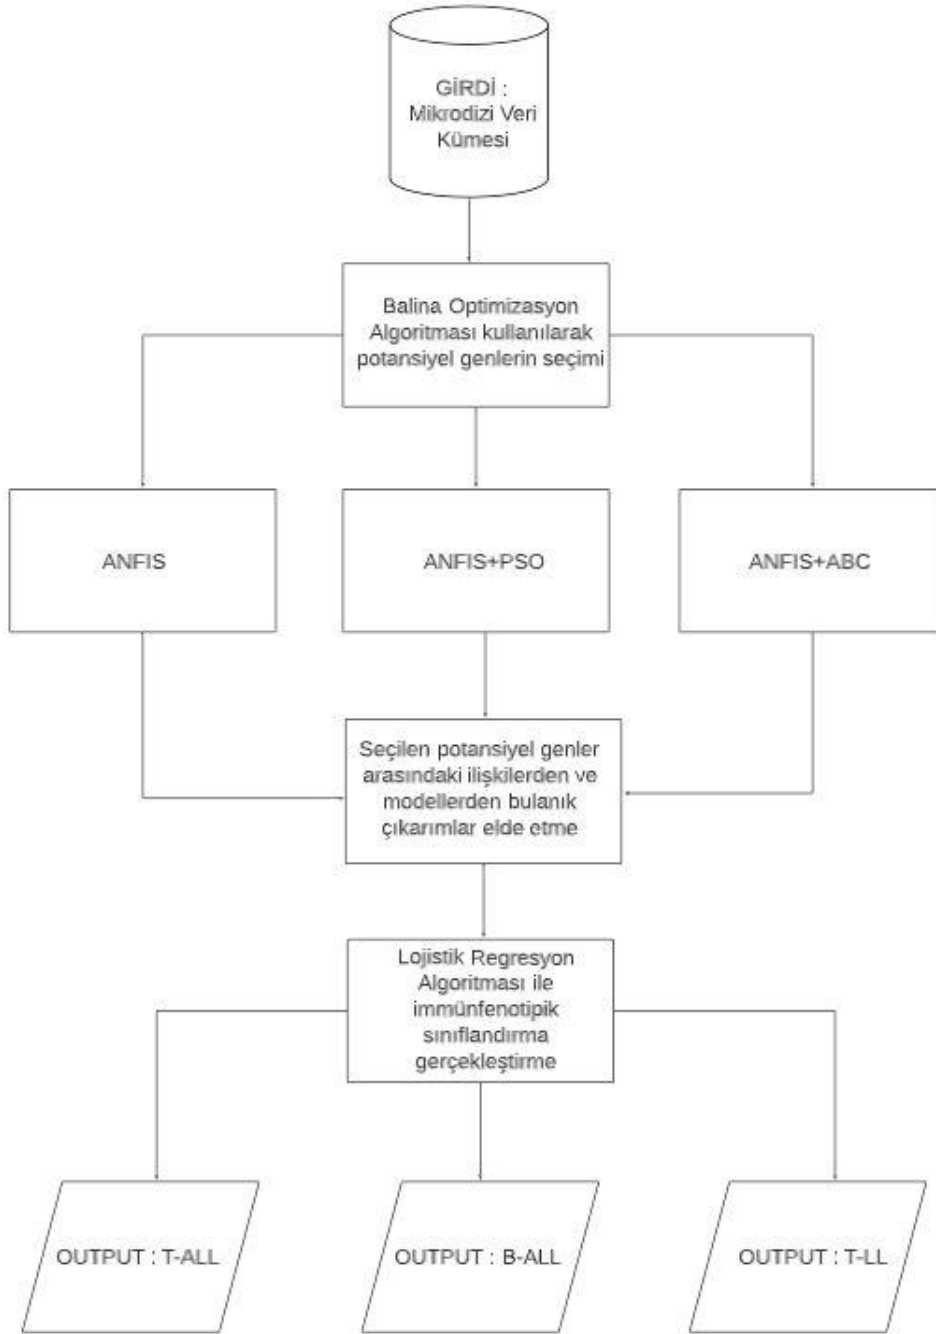 GİRDİ :
Mikrodizi Veri
Kümesi
Balina Optimizasyon
Algoritması kullanılarak
potansiyel genlerin seçimi
ANFIS
ANFIS+PSO
ANFIS+ABC
Seçilen potansiyel genler
arasındaki ilişkilerden ve
modellerden bulanık
çıkarımlar elde etme
Lojistik Regresyon
Algoritması ile
immünfenotipik
sınıflandırma
gerçekleştirme
OUTPUT : T-ALL
OUTPUT : B-ALL
OUTPUT : T-LL